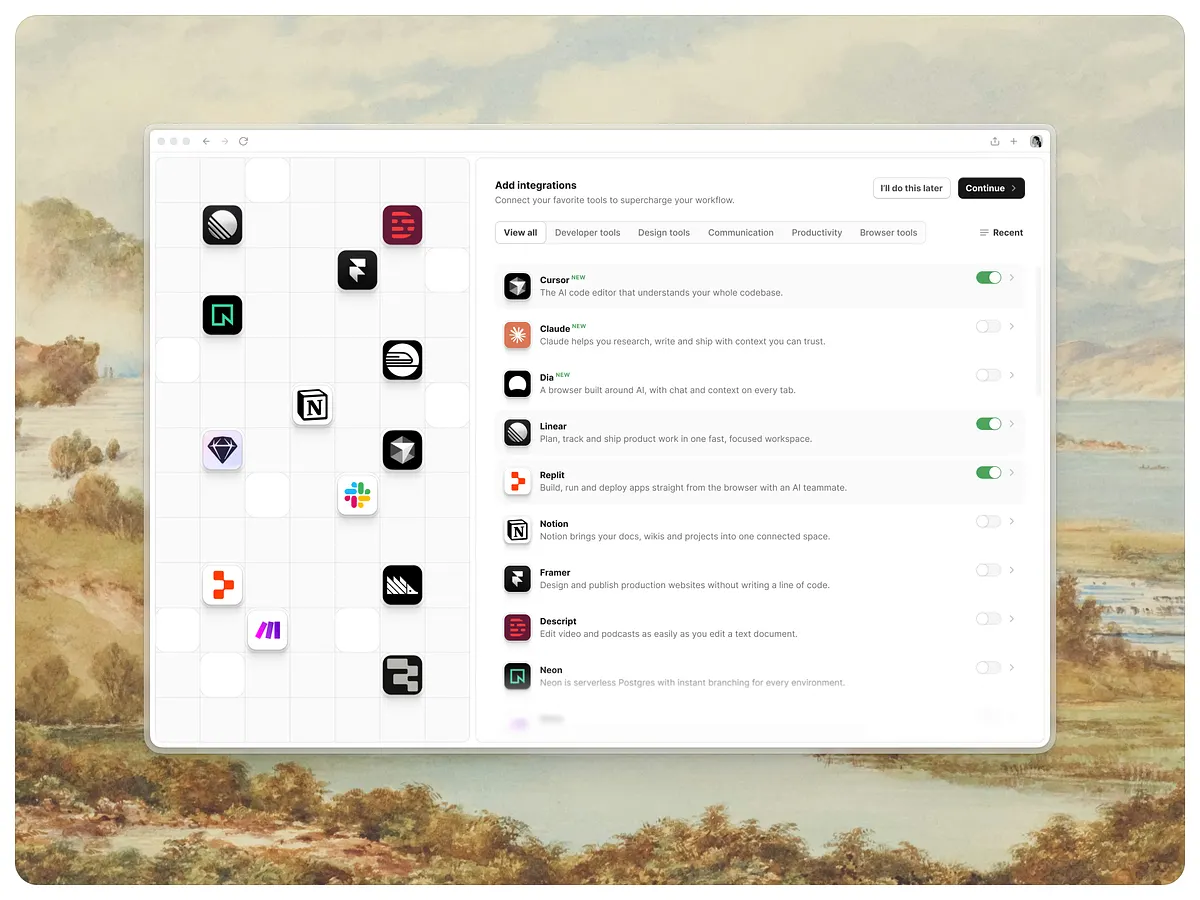 Add integrations
Connect your favorite tools to supercharge your workflow.
I'll do this later
Continue
View all
Developer tools
Design tools
Communication
Productivity
Browser tools
Recent
Cursor NEW
The AI code editor that understands your whole codebase.
Claude NEW
Claude helps you research, write and ship with context you can trust.
Dia NEW
A browser built around AI, with chat and context on every tab.
Linear
Plan, track and ship product work in one fast, focused workspace.
Replit
Build, run and deploy apps straight from the browser with an AI teammate.
Notion
Notion brings your docs, wikis and projects into one connected space.
Framer
Design and publish production websites without writing a line of code.
Descript
Edit video and podcasts as easily as you edit a text document.
Neon
Neon is serverless Postgres with instant branching for every environment.